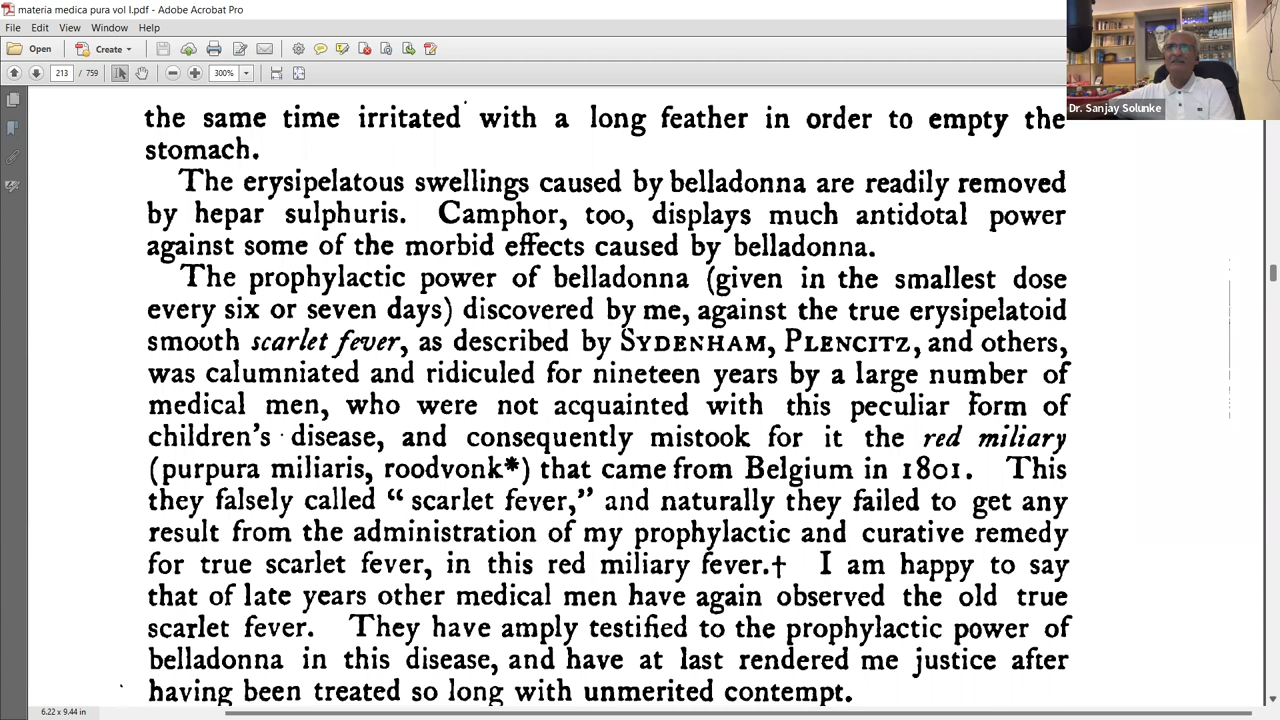 materia medica pura vol I.pdf - Adobe Acrobat Pro
File Edit View Window Help
Open Create
213 / 759 300%
Dr. Sanjay Solunke
the same time irritated with a long feather in order to empty the
stomach.
The erysipelatous swellings caused by belladonna are readily removed
by hepar sulphuris. Camphor, too, displays much antidotal power
against some of the morbid effects caused by belladonna.
The prophylactic power of belladonna (given in the smallest dose
every six or seven days) discovered by me, against the true erysipelatoid
smooth scarlet fever, as described by SYDENHAM, PLENCITZ, and others,
was calumniated and ridiculed for nineteen years by a large number of
medical men, who were not acquainted with this peculiar form of
children's disease, and consequently mistook for it the red miliary
(purpura miliaris, roodvonk*) that came from Belgium in 1801. This
they falsely called “ scarlet fever,” and naturally they failed to get any
result from the administration of my prophylactic and curative remedy
for true scarlet fever, in this red miliary fever.† I am happy to say
that of late years other medical men have again observed the old true
scarlet fever. They have amply testified to the prophylactic power of
belladonna in this disease, and have at last rendered me justice after
having been treated so long with unmerited contempt.
6.22 x 9.44 in